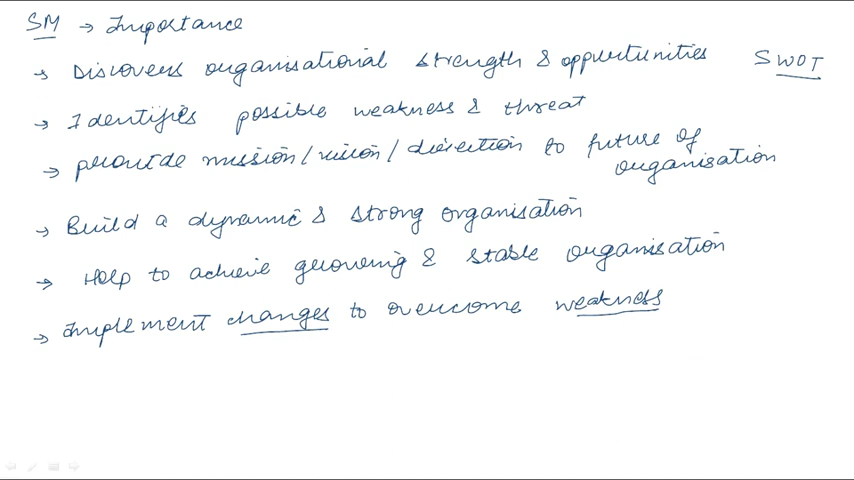 SM → Importance
→ Discovers organisational strength & opportunities SWOT
→ Identifies possible weakness & threat
→ provide mission/vision/direction to future of
organisation
→ Build a dynamic & strong organisation
→ Help to achieve growing & stable organisation
→ Implement changes to overcome weakness